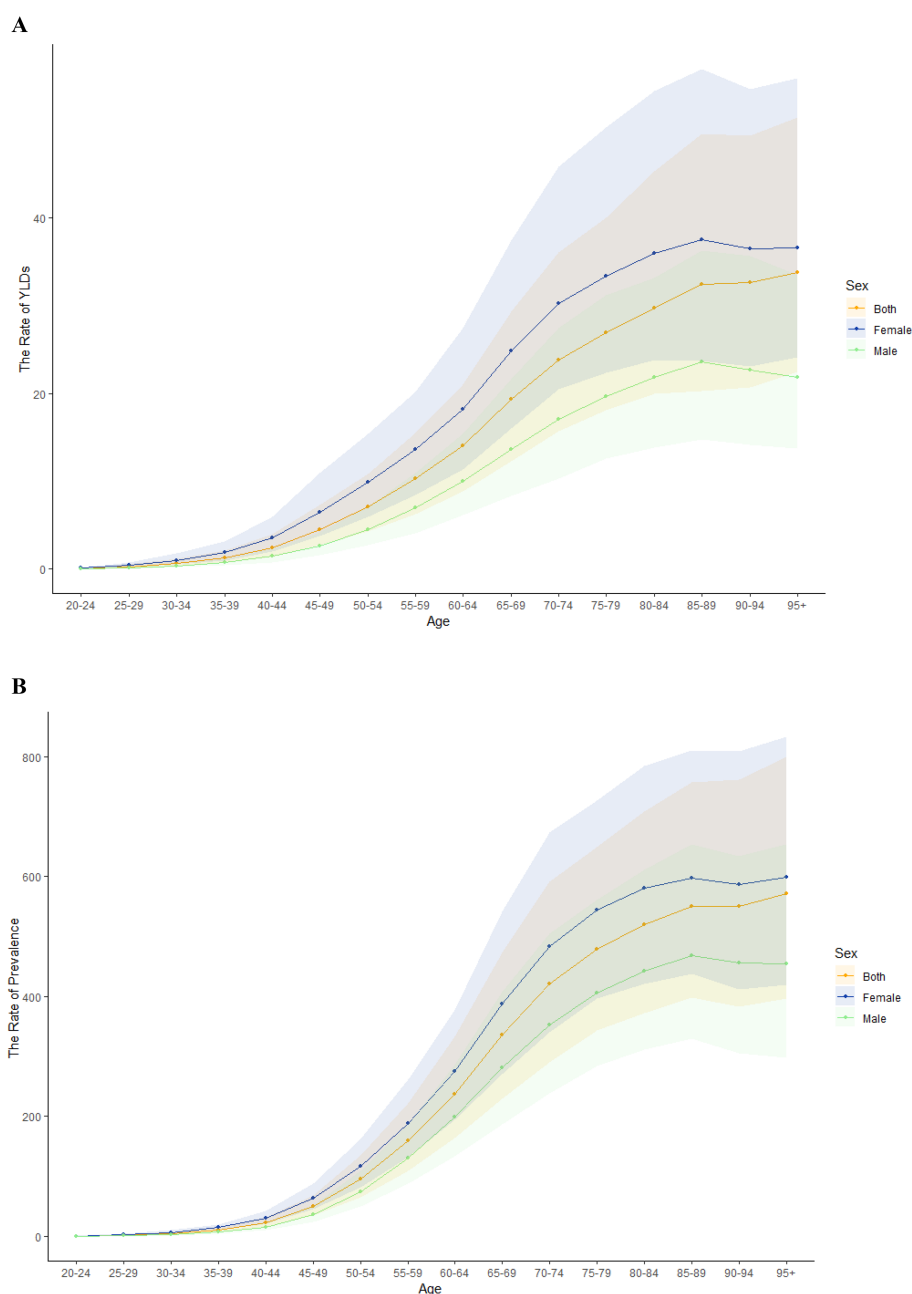 A
The Rate of YLDs
40
20
0
20-24 25-29 30-34 35-39 40-44 45-49 50-54 55-59 60-64 65-69 70-74 75-79 80-84 85-89 90-94 95+
Age
Sex
Both
Female
Male
B
The Rate of Prevalence
800
600
400
200
0
20-24 25-29 30-34 35-39 40-44 45-49 50-54 55-59 60-64 65-69 70-74 75-79 80-84 85-89 90-94 95+
Age
Sex
Both
Female
Male